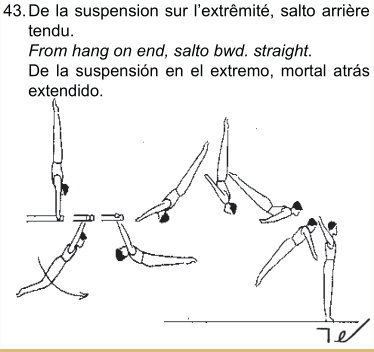 43. De la suspension sur l'extrêmité, salto arrière
tendu.
From hang on end, salto bwd. straight.
De la suspensión en el extremo, mortal atrás
extendido.